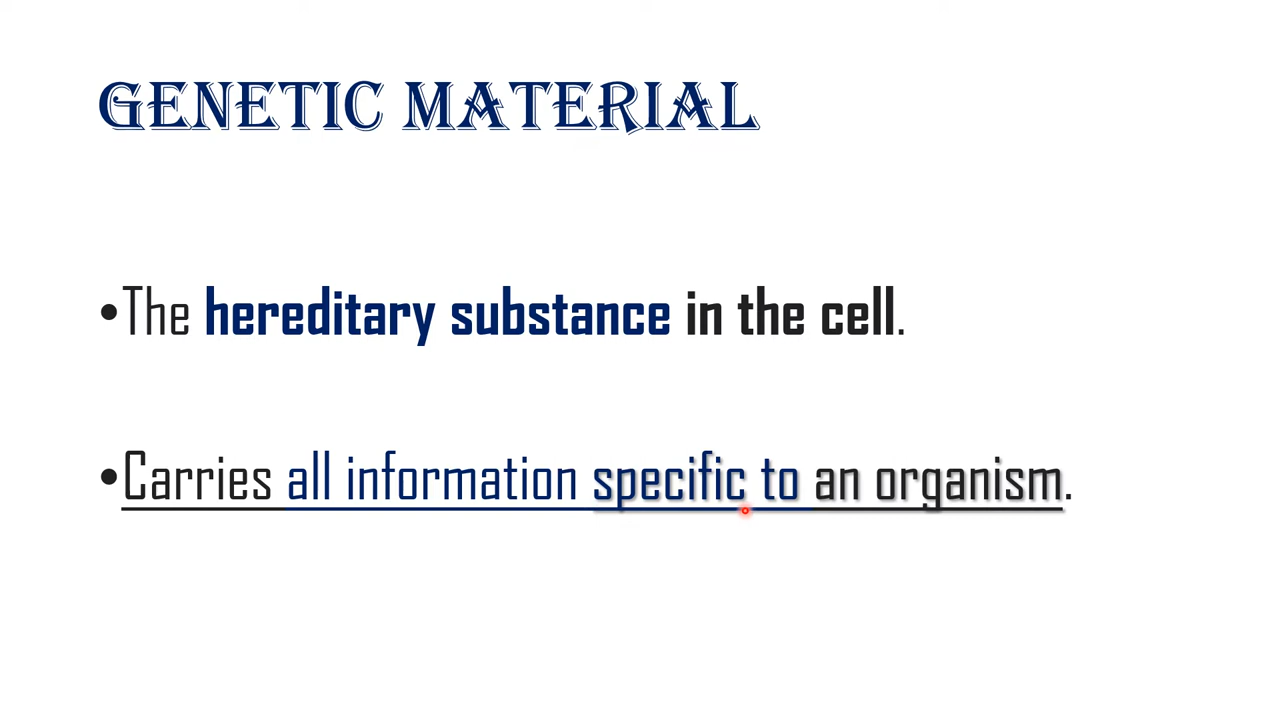 GENETIC MATERIAL
•The hereditary substance in the cell.
•Carries all information specific to an organism.